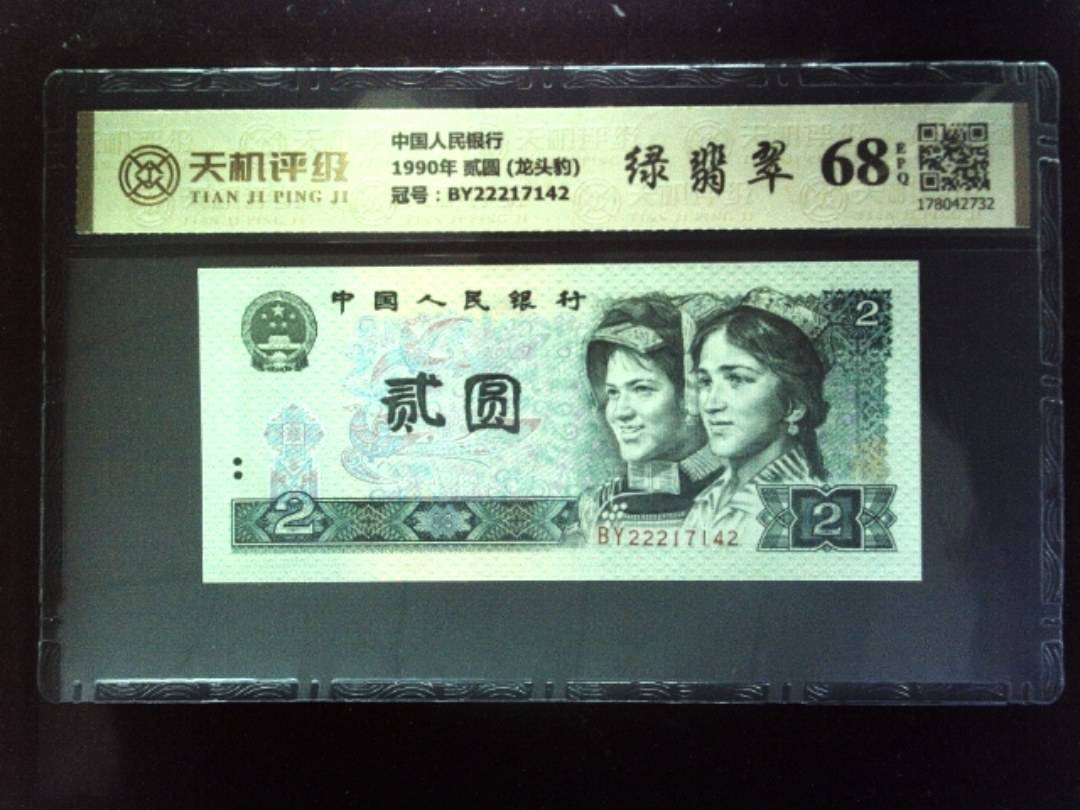 天机评级
TIAN JI PING JI
中国人民银行
1990年 贰圆 (龙头豹)
冠号：BY22217142
绿翡翠
68
EPQ
178042732
中国人民银行
2
贰圆
2
BY22217142
2